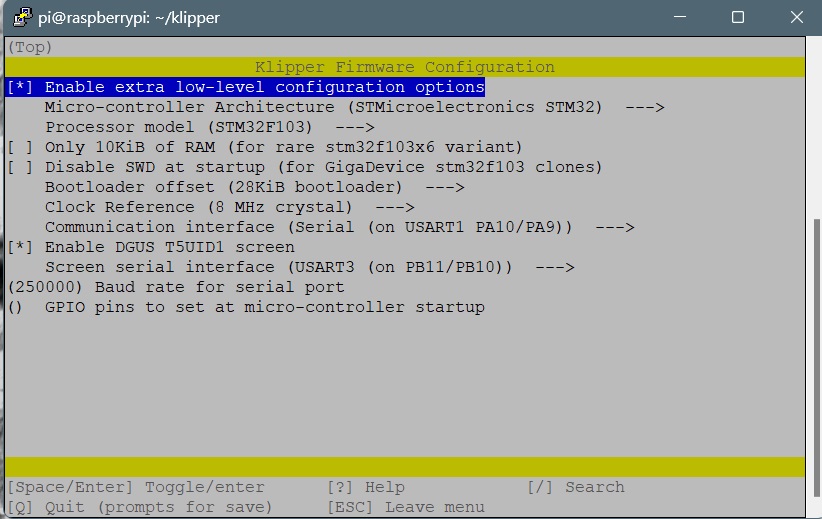 pi@raspberrypi: ~/klipper
(Top)
Klipper Firmware Configuration
[*] Enable extra low-level configuration options
Micro-controller Architecture (STMicroelectronics STM32) --->
Processor model (STM32F103) --->
[ ] Only 10KiB of RAM (for rare stm32f103x6 variant)
[ ] Disable SWD at startup (for GigaDevice stm32f103 clones)
Bootloader offset (28KiB bootloader) --->
Clock Reference (8 MHz crystal) --->
Communication interface (Serial (on USART1 PA10/PA9)) --->
[*] Enable DGUS T5UID1 screen
Screen serial interface (USART3 (on PB11/PB10)) --->
(250000) Baud rate for serial port
() GPIO pins to set at micro-controller startup
[Space/Enter] Toggle/enter [?] Help [/] Search
[Q] Quit (prompts for save) [ESC] Leave menu